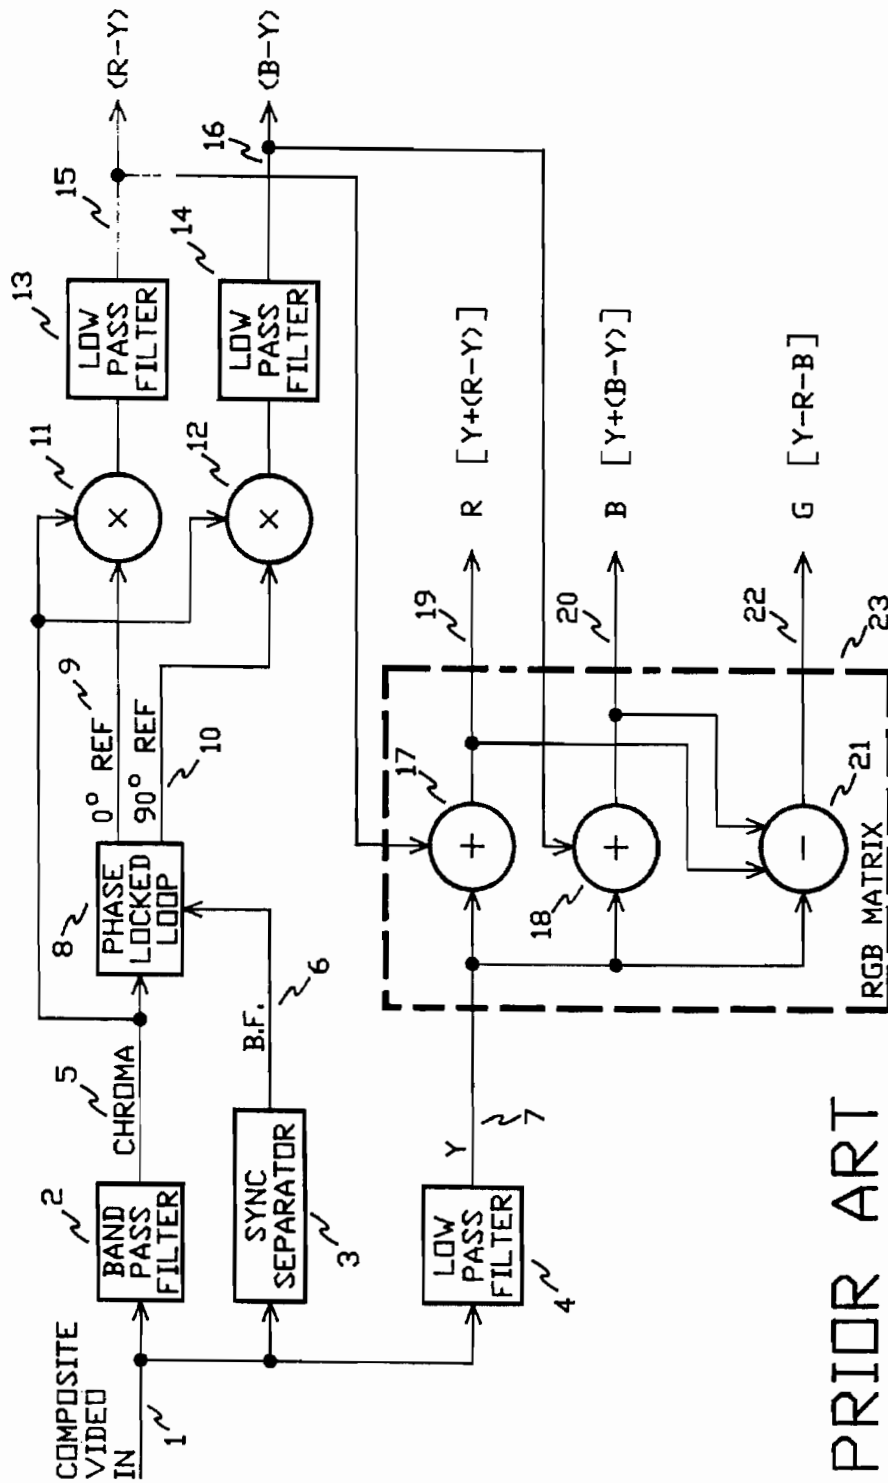 COMPOSITE
VIDEO
IN
1
2
BAND
PASS
FILTER
5
CHROMA
8
PHASE
LOCKED
LOOP
0° REF
9
90° REF
10
11
×
12
×
13
LOW
PASS
FILTER
14
LOW
PASS
FILTER
15
(R-Y)
16
(B-Y)
SYNC
SEPARATOR
3
B.F.
6
LOW
PASS
FILTER
4
Y
7
17
+
18
+
21
-
RGB MATRIX
19
R [Y+(R-Y)]
20
B [Y+(B-Y)]
22
G [Y-R-B]
23
PRIOR ART